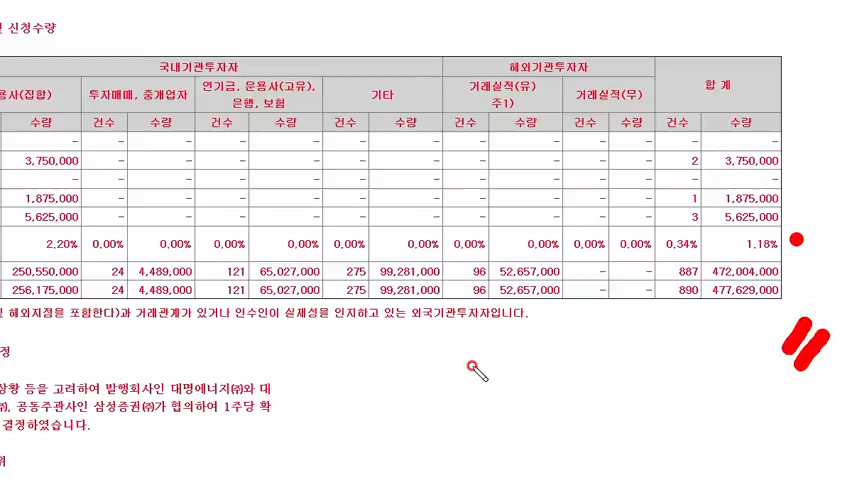 신청수량
국내기관투자자 해외기관투자자 합 계
용사(집합) 투자매매, 중개업자 연기금, 운용사(고유), 은행, 보험 기타 거래실적(유) 주1) 거래실적(무)
수량 건수 수량 건수 수량 건수 수량 건수 수량 건수 수량 건수 수량
– – – – – – – – – – – – –
3,750,000 – – – – – – – – – – 2 3,750,000
– – – – – – – – – – – – –
1,875,000 – – – – – – – – – – 1 1,875,000
5,625,000 – – – – – – – – – – 3 5,625,000
2.20% 0.00% 0.00% 0.00% 0.00% 0.00% 0.00% 0.00% 0.00% 0.00% 0.00% 0.34% 1.18%
250,550,000 24 4,489,000 121 65,027,000 275 99,281,000 96 52,657,000 – – 887 472,004,000
256,175,000 24 4,489,000 121 65,027,000 275 99,281,000 96 52,657,000 – – 890 477,629,000
및 해외지점을 포함한다)과 거래관계가 있거나 인수인이 실재성을 인지하고 있는 외국기관투자자입니다.
정
상황 등을 고려하여 발행회사인 대명에너지㈜와 대
㈜, 공동주관사인 삼성증권㈜가 협의하여 1주당 확
결정하였습니다.
위